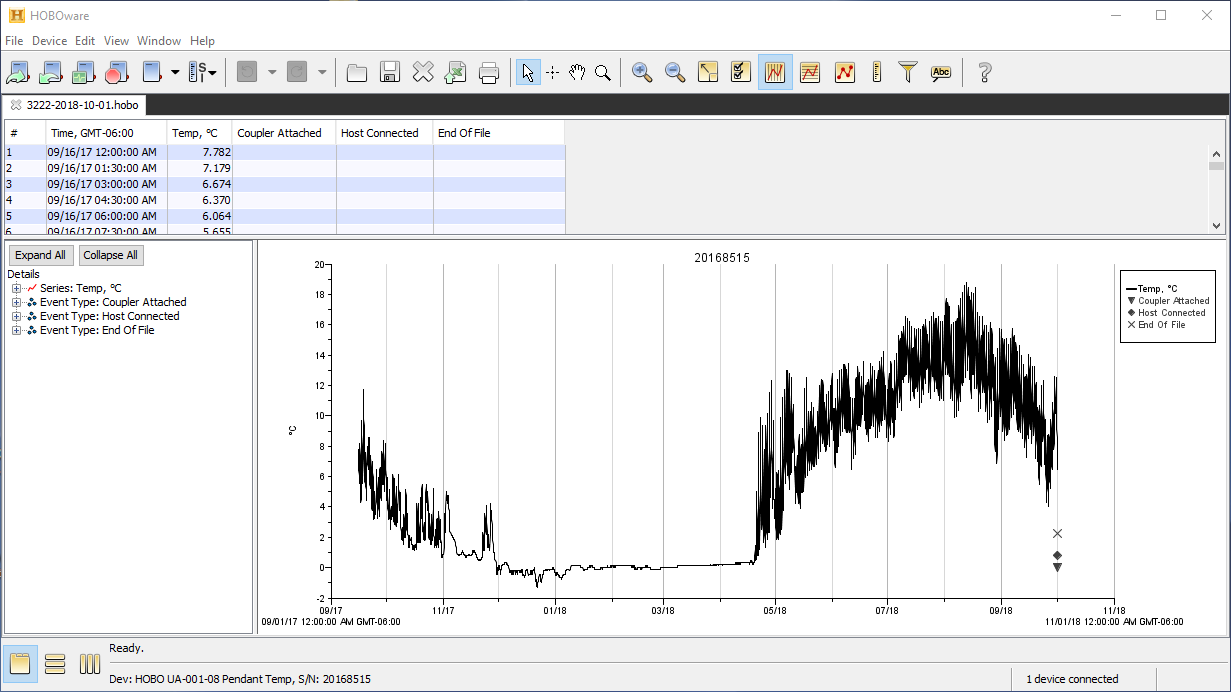 HOBOware
File Device Edit View Window Help
3222-2018-10-01.hobo
# Time, GMT-06:00 Temp, °C Coupler Attached Host Connected End Of File
1 09/16/17 12:00:00 AM 7.782
2 09/16/17 01:30:00 AM 7.179
3 09/16/17 03:00:00 AM 6.674
4 09/16/17 04:30:00 AM 6.370
5 09/16/17 06:00:00 AM 6.064
6 09/16/17 07:30:00 AM 5.655
Expand All Collapse All
Details
Series: Temp, °C
Event Type: Coupler Attached
Event Type: Host Connected
Event Type: End Of File
20168515
20
18
16
14
12
10
8
6
4
2
0
-2
°C
09/17 11/17 01/18 03/18 05/18 07/18 09/18 11/18
09/01/17 12:00:00 AM GMT-06:00 11/01/18 12:00:00 AM GMT-06:00
Temp, °C
Coupler Attached
Host Connected
End Of File
Ready.
Dev: HOBO UA-001-08 Pendant Temp, S/N: 20168515 1 device connected